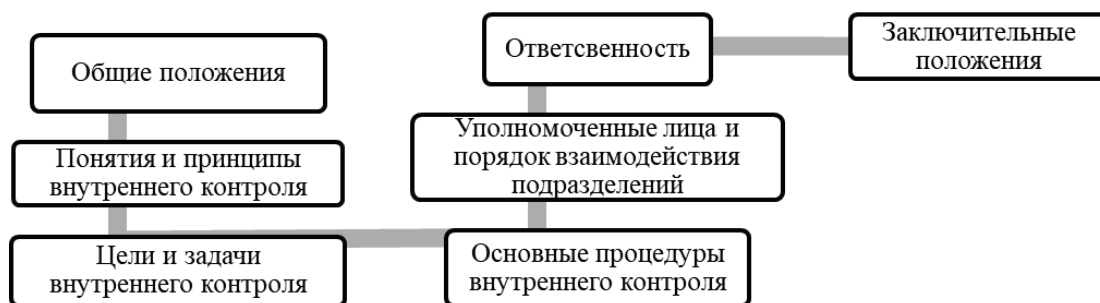 Общие положения
Понятия и принципы
внутреннего контроля
Цели и задачи
внутреннего контроля
Основные процедуры
внутреннего контроля
Уполномоченные лица и
порядок взаимодействия
подразделений
Ответсвенность
Заключительные
положения